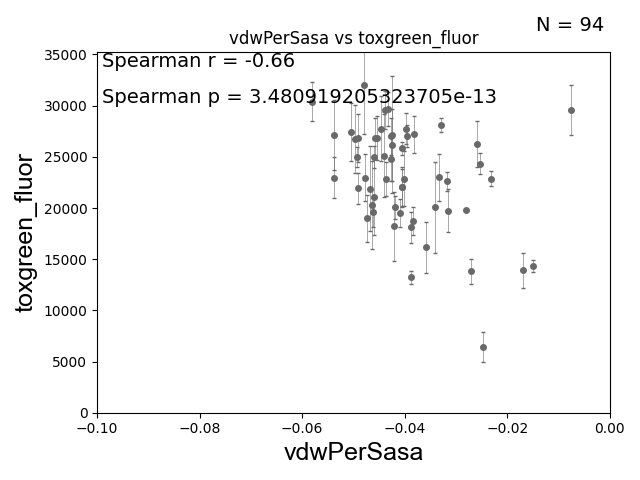 N = 94
vdwPerSasa vs toxgreen_fluor
Spearman r = -0.66
Spearman p = 3.480919205323705e-13
35000
30000
25000
20000
15000
10000
5000
0
toxgreen_fluor
-0.10 -0.08 -0.06 -0.04 -0.02 0.00
vdwPerSasa